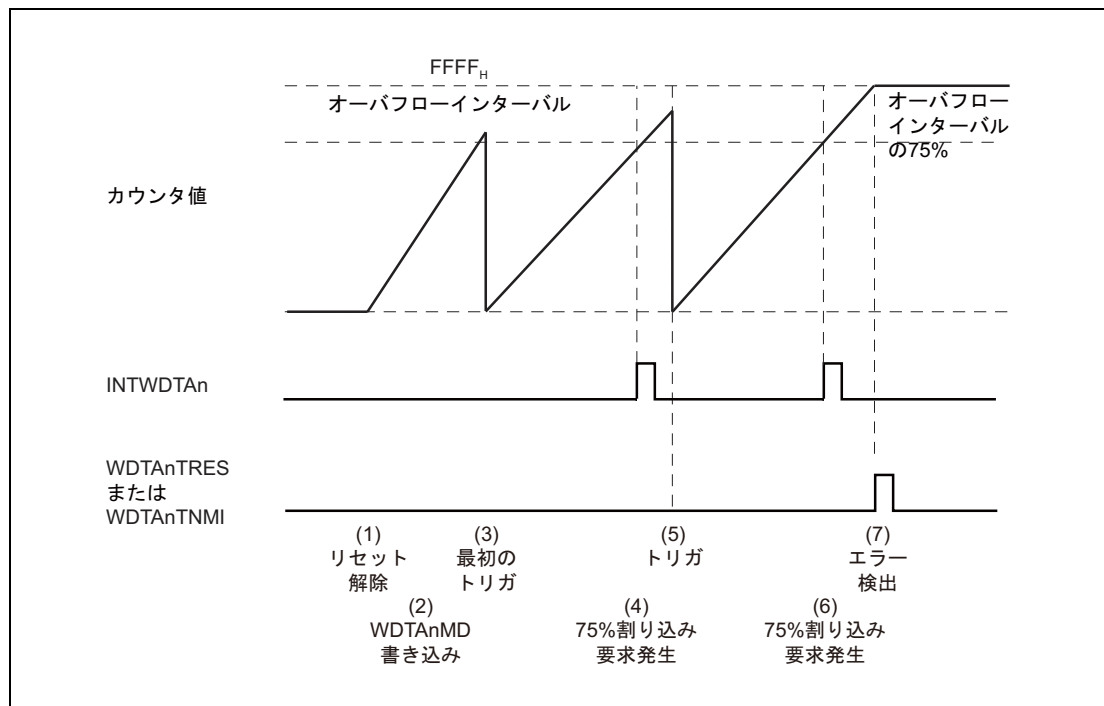 FFFFH
オーバフローインターバル
オーバフロー
インターバル
の75%
カウンタ値
INTWDTAn
WDTAnTRES
または
WDTAnTNMI
(1)
リセット
解除
(2)
WDTAnMD
書き込み
(3)
最初の
トリガ
(4)
75%割り込み
要求発生
(5)
トリガ
(6)
75%割り込み
要求発生
(7)
エラー
検出